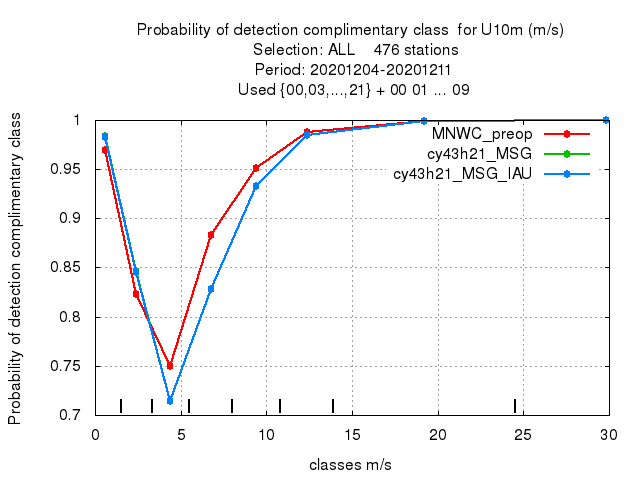 Probability of detection complimentary class  for U10m (m/s)
Selection: ALL    476 stations
Period: 20201204-20201211
Used {00,03,...,21} + 00 01 ... 09
Probability of detection complimentary class
1
0.95
0.9
0.85
0.8
0.75
0.7
MNWC_preop
cy43h21_MSG
cy43h21_MSG_IAU
0 5 10 15 20 25 30
classes m/s